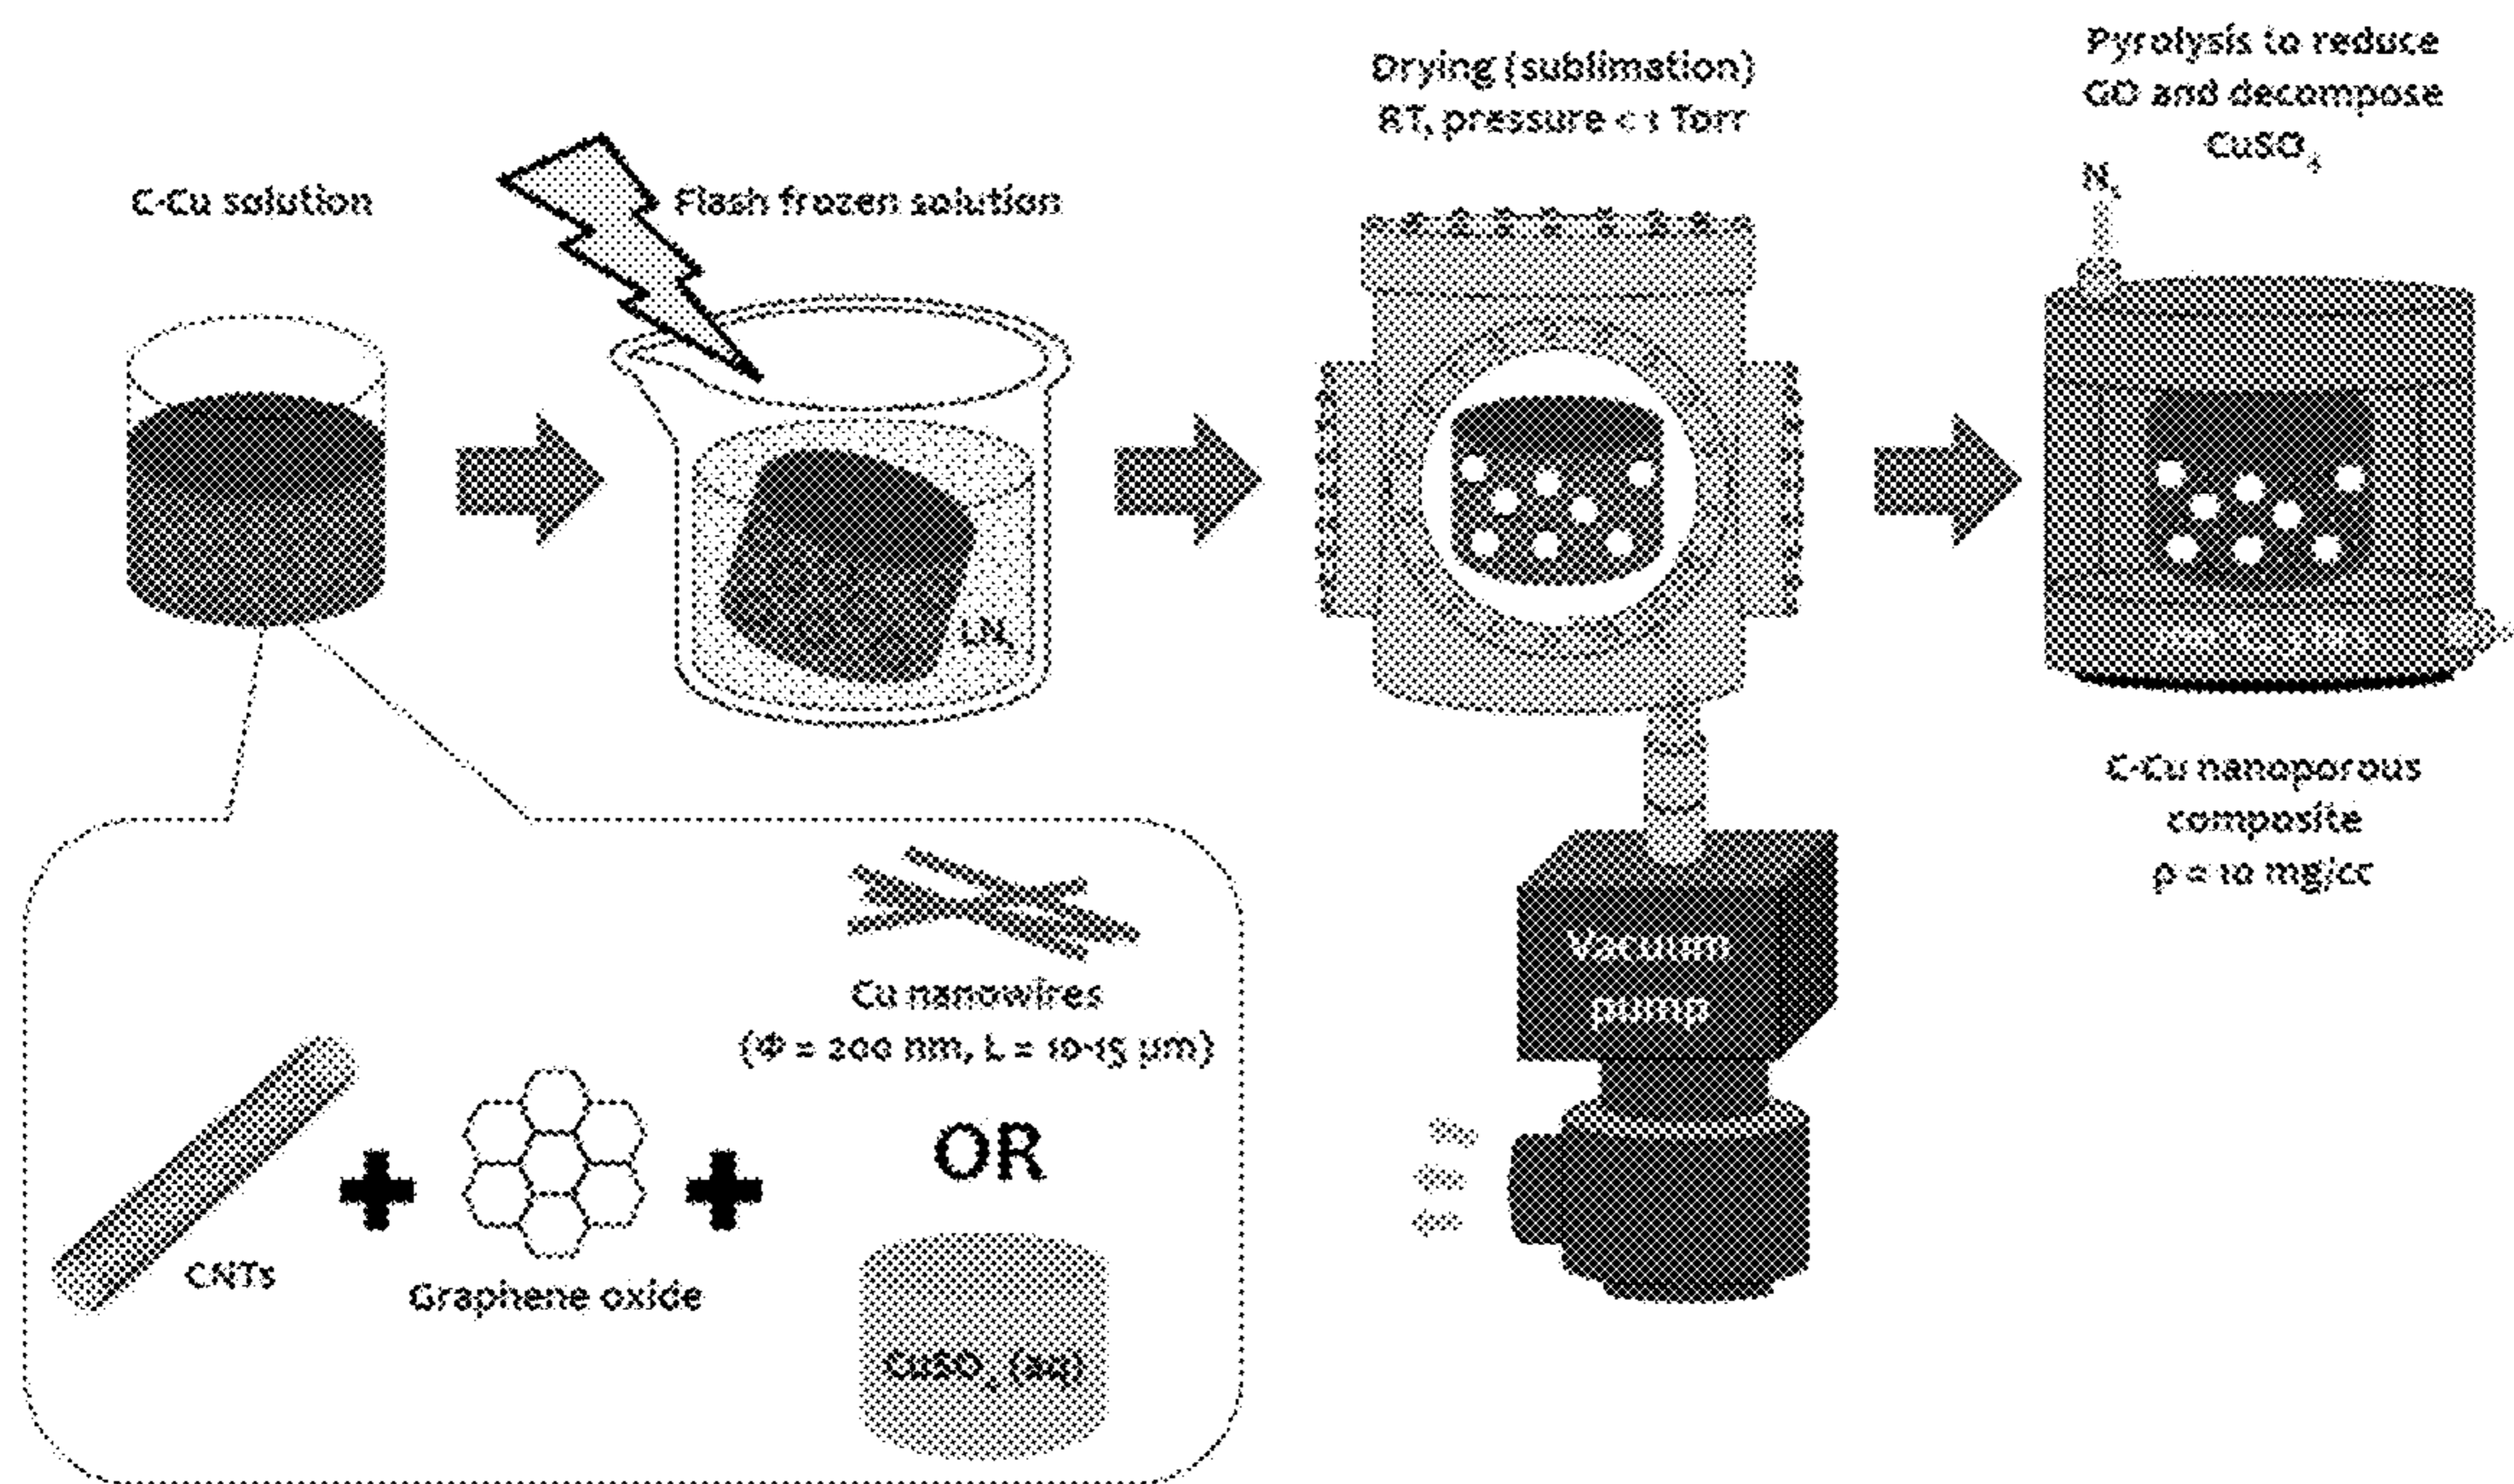 C-Cu solution
Flash frozen solution
LN₂
Drying (sublimation)
RT, pressure < 1 Torr
Pyrolysis to reduce
GO and decompose
CuSO₄
N₂
C-Cu nanoporous
composite
ρ = 10 mg/cc
Vacuum
pump
Cu nanowires
(Φ = 200 nm, L = 10-15 μm)
OR
CNTs
Graphene oxide
CuSO₄ (aq)